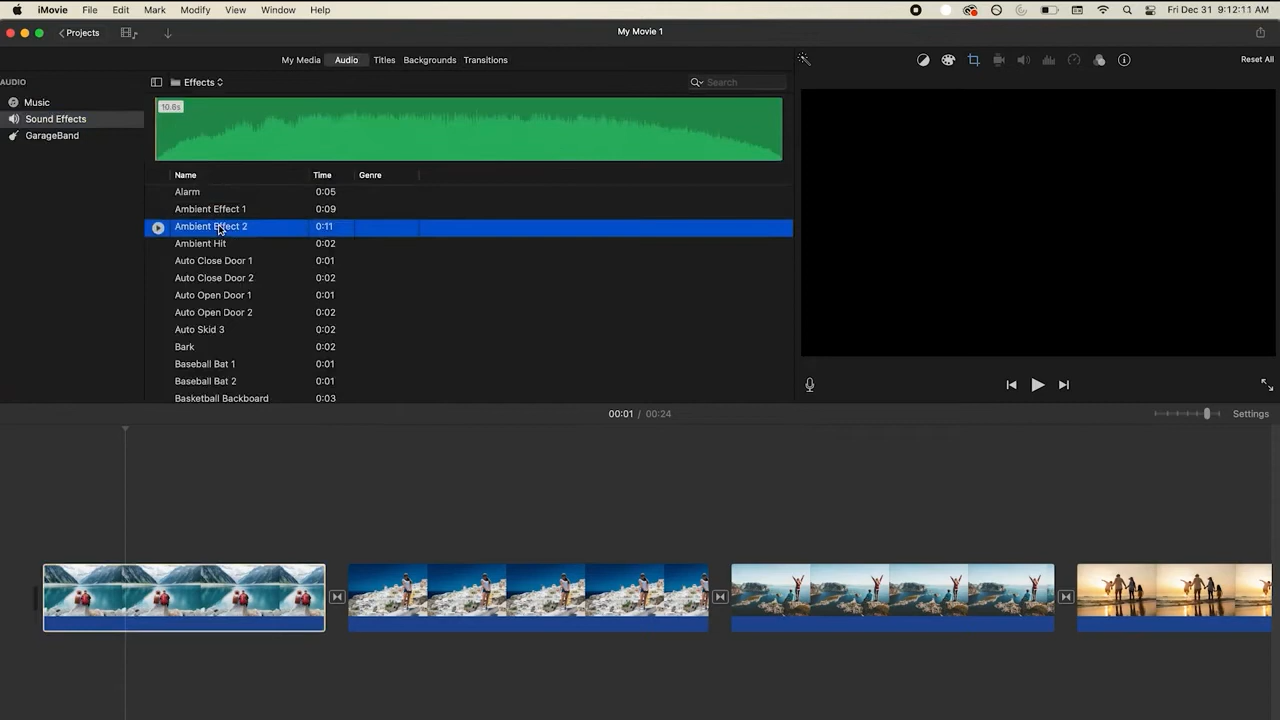 iMovie File Edit Mark Modify View Window Help Fri Dec 31 9:12:11 AM
Projects My Movie 1
My Media Audio Titles Backgrounds Transitions Reset All
AUDIO Effects Search
Music
Sound Effects
GarageBand
10.6s
Name Time Genre
Alarm 0:05
Ambient Effect 1 0:09
Ambient Effect 2 0:11
Ambient Hit 0:02
Auto Close Door 1 0:01
Auto Close Door 2 0:02
Auto Open Door 1 0:01
Auto Open Door 2 0:02
Auto Skid 3 0:02
Bark 0:02
Baseball Bat 1 0:01
Baseball Bat 2 0:01
Basketball Backboard 0:03
00:01 / 00:24 Settings